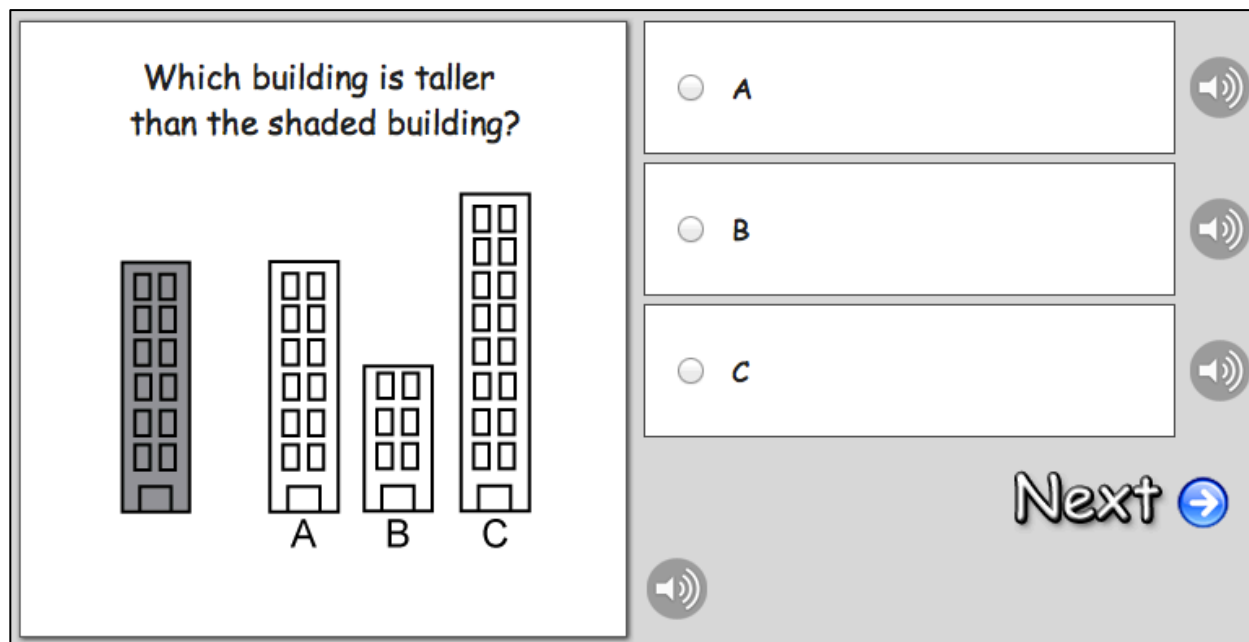 Which building is taller
than the shaded building?
A
B
C
A
B
C
Next